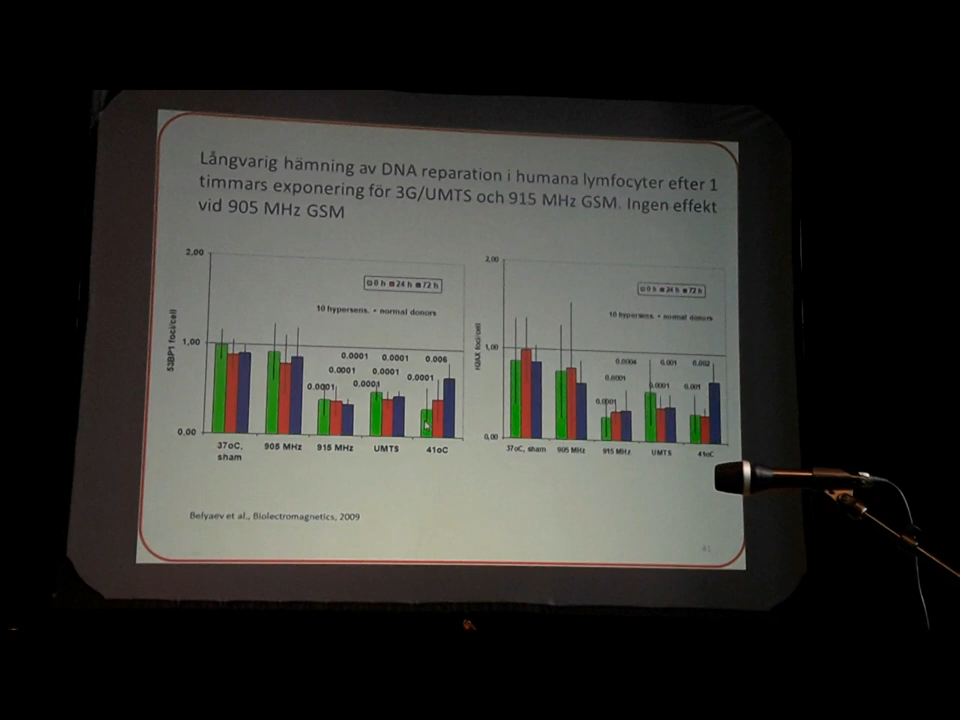 Långvarig hämning av DNA reparation i humana lymfocyter efter 1
timmars exponering för 3G/UMTS och 915 MHz GSM. Ingen effekt
vid 905 MHz GSM
2,00
0 h 24 h 72 h
10 hypersens. + normal donors
53BP1 foci/cell
1,00
0.0001 0.0001 0.006
0.0001 0.0001
0.0001 0.0001 0.0001
0,00
37oC, sham
905 MHz
915 MHz
UMTS
41oC
2,00
0 h 24 h 72 h
10 hypersens. + normal donors
foci/cell
1,00
0.0004 0.001 0.002
0.0001 0.0001 0.001
0.0001
0,00
37oC, sham
905 MHz
915 MHz
UMTS
41oC
Belyaev et al., Biolectromagnetics, 2009
41